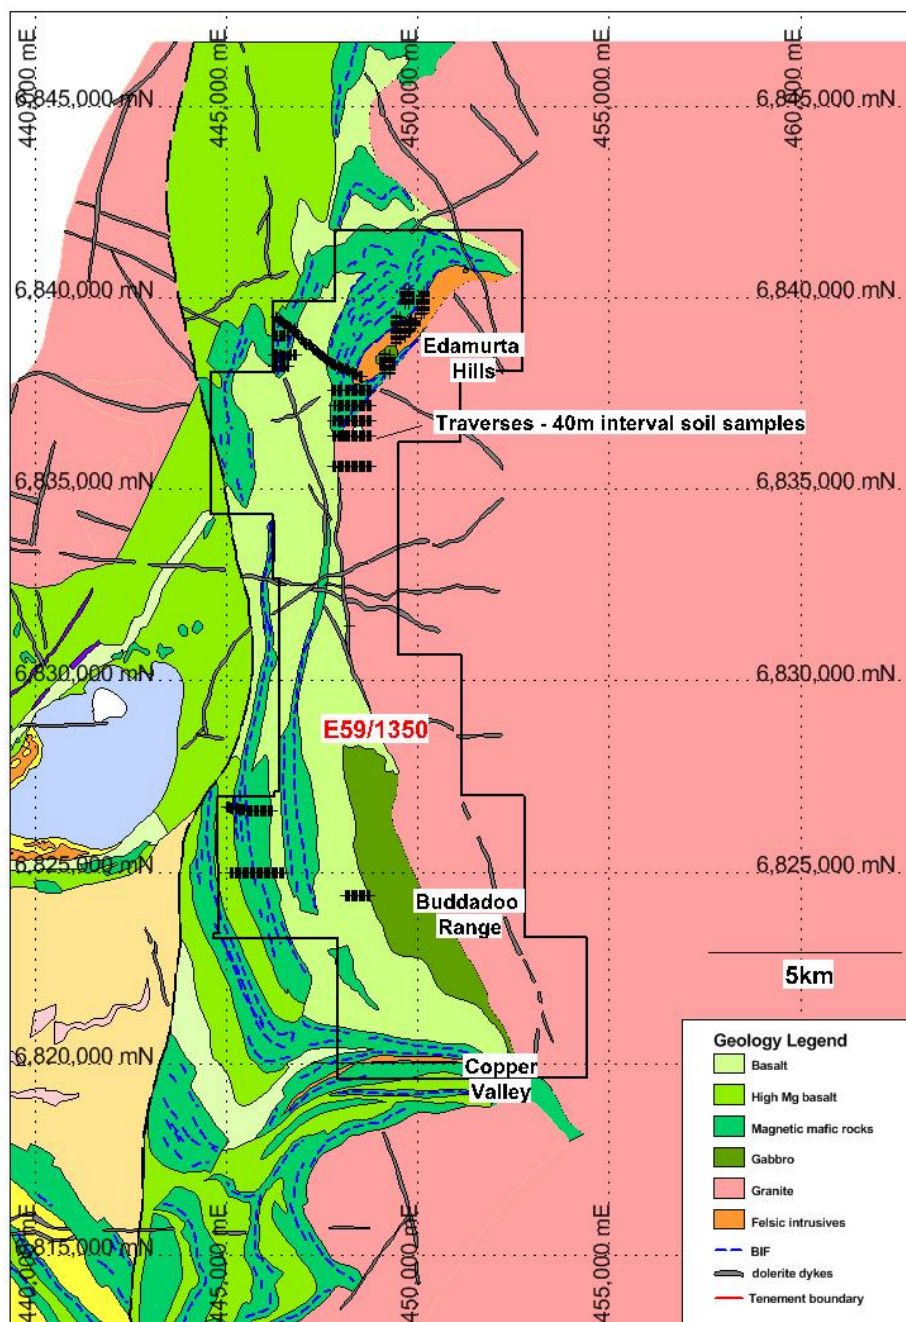 440,000 mE
445,000 mE
450,000 mE
455,000 mE
460,000 mE
6,845,000 mN
6,845,000 mN
6,840,000 mN
6,840,000 mN
Edamurta
Hills
Traverses - 40m interval soil samples
6,835,000 mN
6,835,000 mN
6,830,000 mN
6,830,000 mN
E59/1350
6,825,000 mN
6,825,000 mN
Buddadoo
Range
5km
6,820,000 mN
Copper
Valley
6,815,000 mN
440,000 mE
445,000 mE
450,000 mE
455,000 mE
Geology Legend
Basalt
High Mg basalt
Magnetic mafic rocks
Gabbro
Granite
Felsic intrusives
BIF
dolerite dykes
Tenement boundary